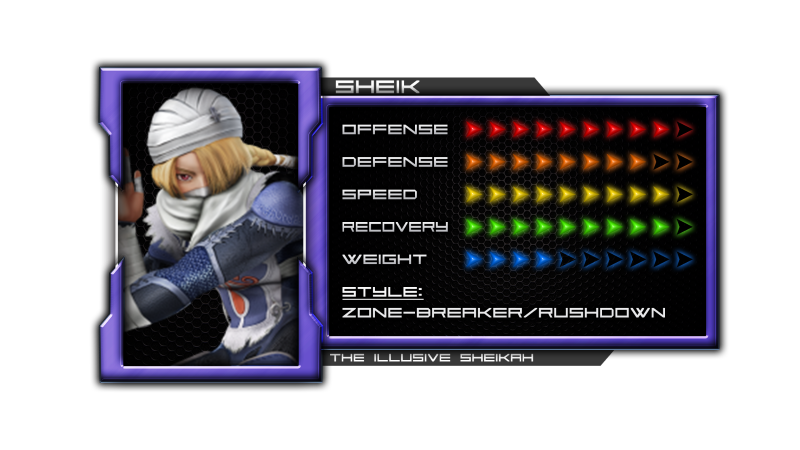 SHEIK
OFFENSE
DEFENSE
SPEED
RECOVERY
WEIGHT
STYLE:
ZONE-BREAKER/RUSHDOWN
THE ILLUSIVE SHEIKAH